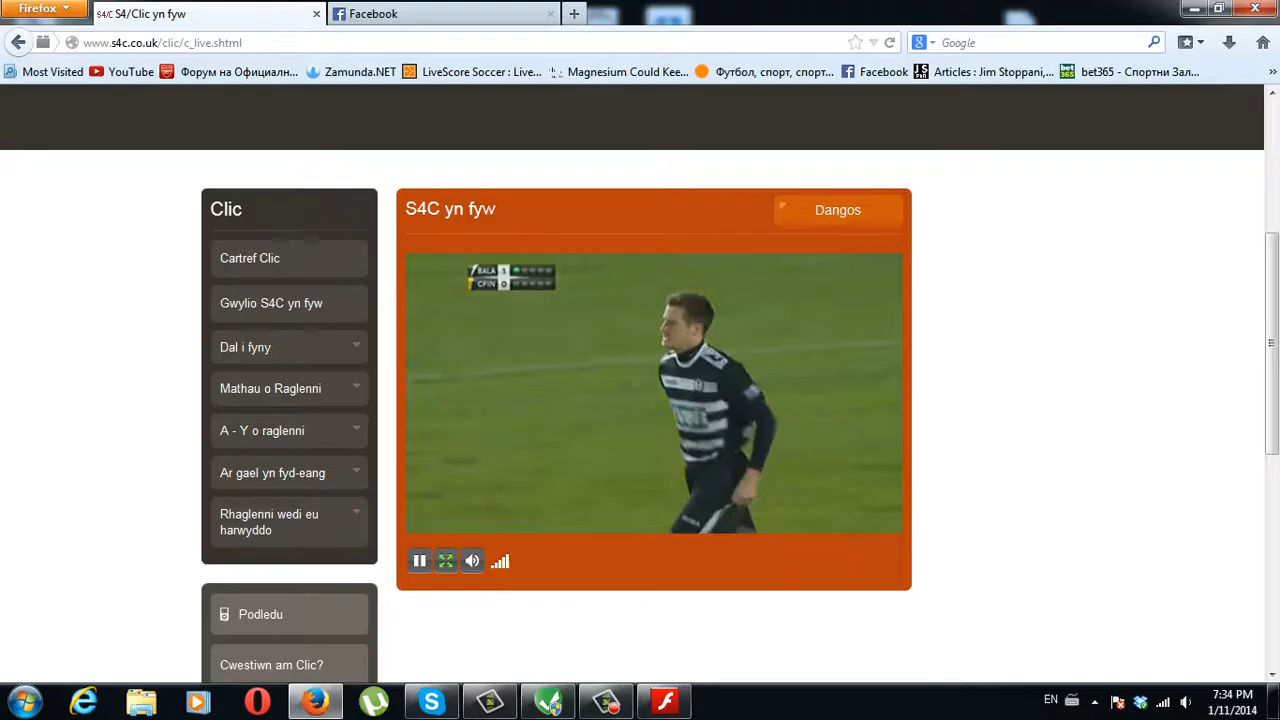 Firefox
S4C S4/Clic yn fyw
Facebook
www.s4c.co.uk/clic/c_live.shtml
Google
Most Visited
YouTube
Форум на Официалн...
Zamunda.NET
LiveScore Soccer : Live...
Magnesium Could Kee...
Футбол, спорт, спорт...
Facebook
Articles : Jim Stoppani,...
bet365 - Спортни Зал...
Clic
Cartref Clic
Gwylio S4C yn fyw
Dal i fyny
Mathau o Raglenni
A - Y o raglenni
Ar gael yn fyd-eang
Rhaglenni wedi eu
harwyddo
Podledu
Cwestiwn am Clic?
S4C yn fyw
Dangos
BALA 1
CFIN 0
EN
7:34 PM
1/11/2014